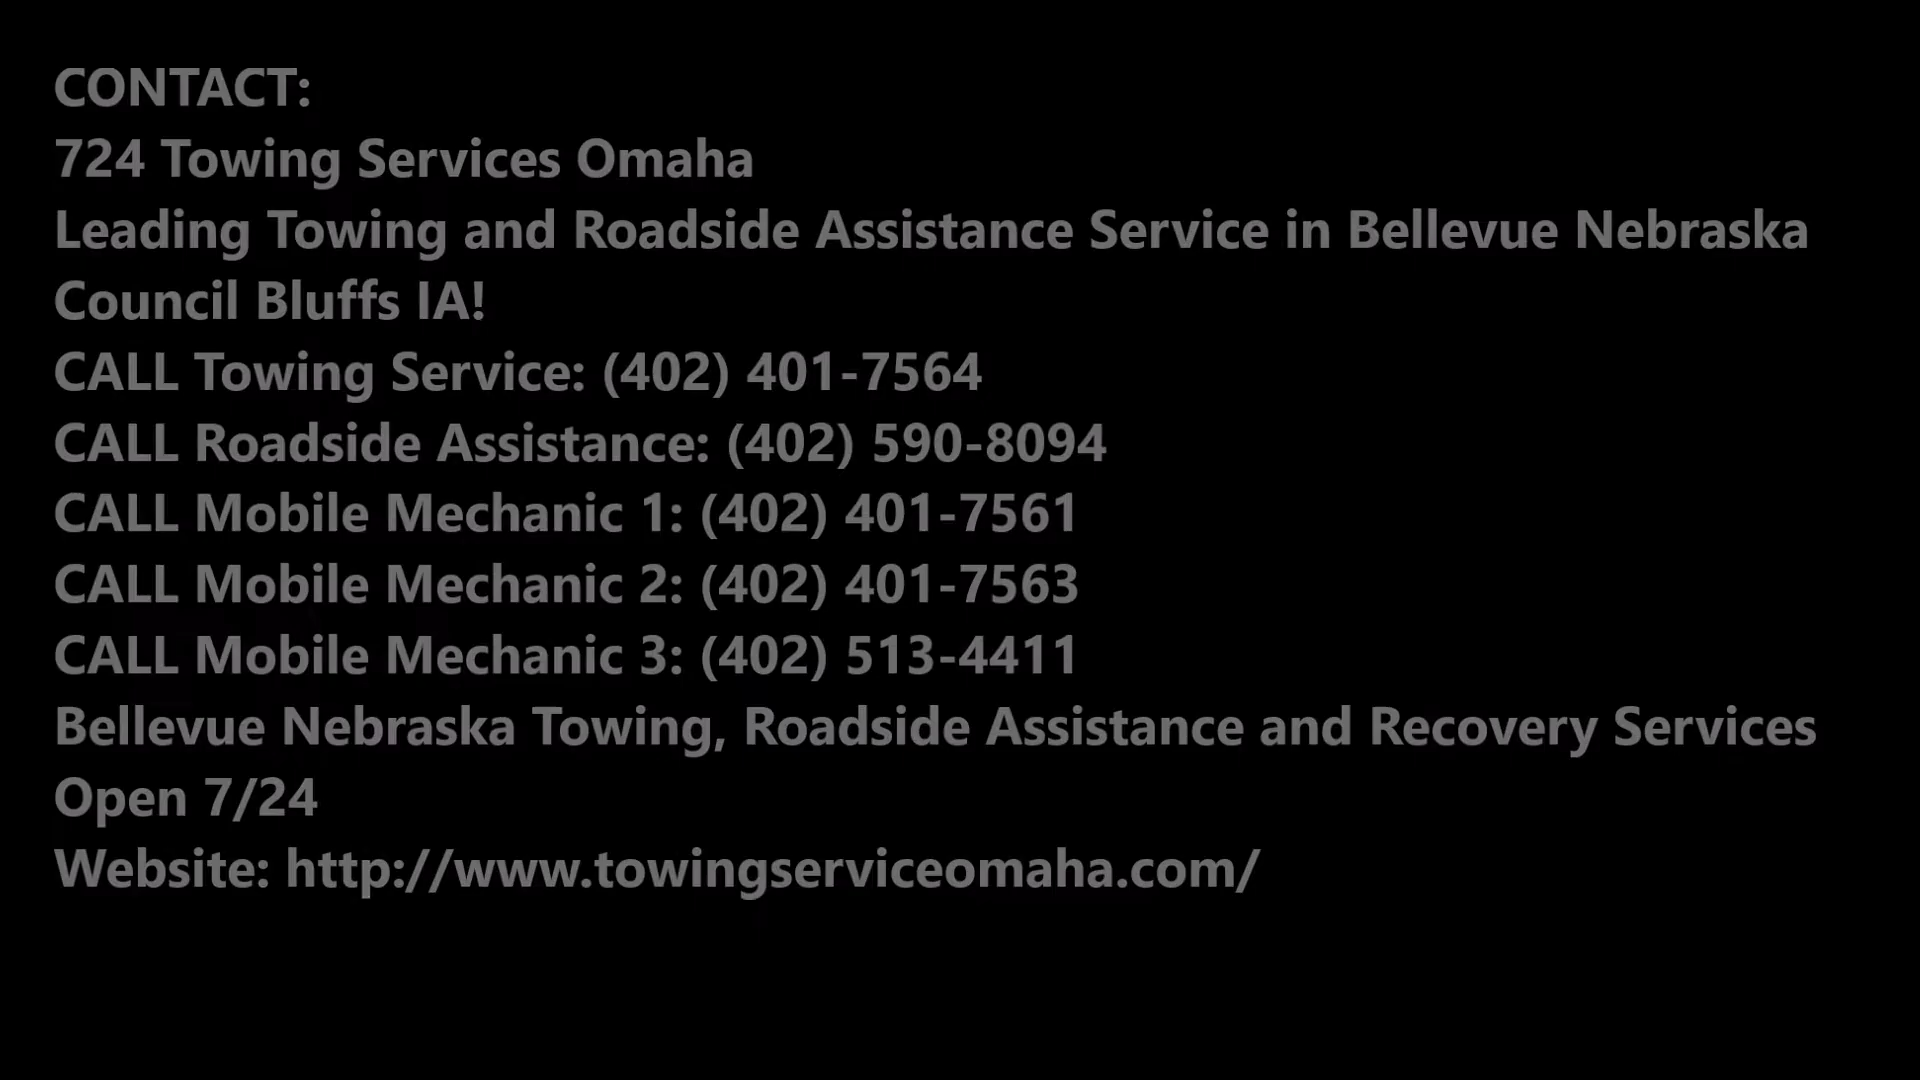 CONTACT:
724 Towing Services Omaha
Leading Towing and Roadside Assistance Service in Bellevue Nebraska
Council Bluffs IA!
CALL Towing Service: (402) 401-7564
CALL Roadside Assistance: (402) 590-8094
CALL Mobile Mechanic 1: (402) 401-7561
CALL Mobile Mechanic 2: (402) 401-7563
CALL Mobile Mechanic 3: (402) 513-4411
Bellevue Nebraska Towing, Roadside Assistance and Recovery Services
Open 7/24
Website: http://www.towingserviceomaha.com/